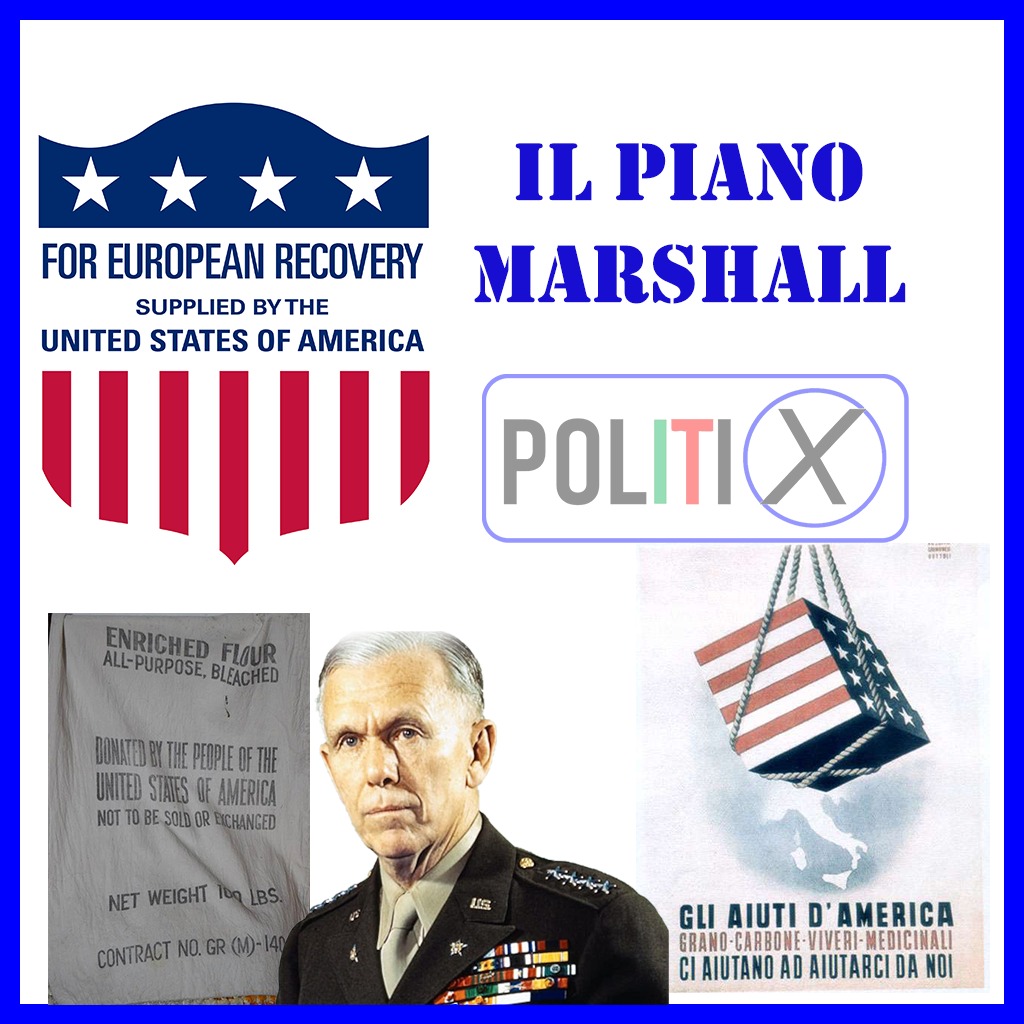 FOR EUROPEAN RECOVERY
SUPPLIED BY THE
UNITED STATES OF AMERICA
IL PIANO
MARSHALL
POLITIX
ENRICHED FLOUR
ALL-PURPOSE, BLEACHED
DONATED BY THE PEOPLE OF THE
UNITED STATES OF AMERICA
NOT TO BE SOLD OR EXCHANGED
NET WEIGHT 100 LBS.
CONTRACT NO. GR (M)-140
U.S
GLI AIUTI D'AMERICA
GRANO-CARBONE-VIVERI-MEDICINALI
CI AIUTANO AD AIUTARCI DA NOI